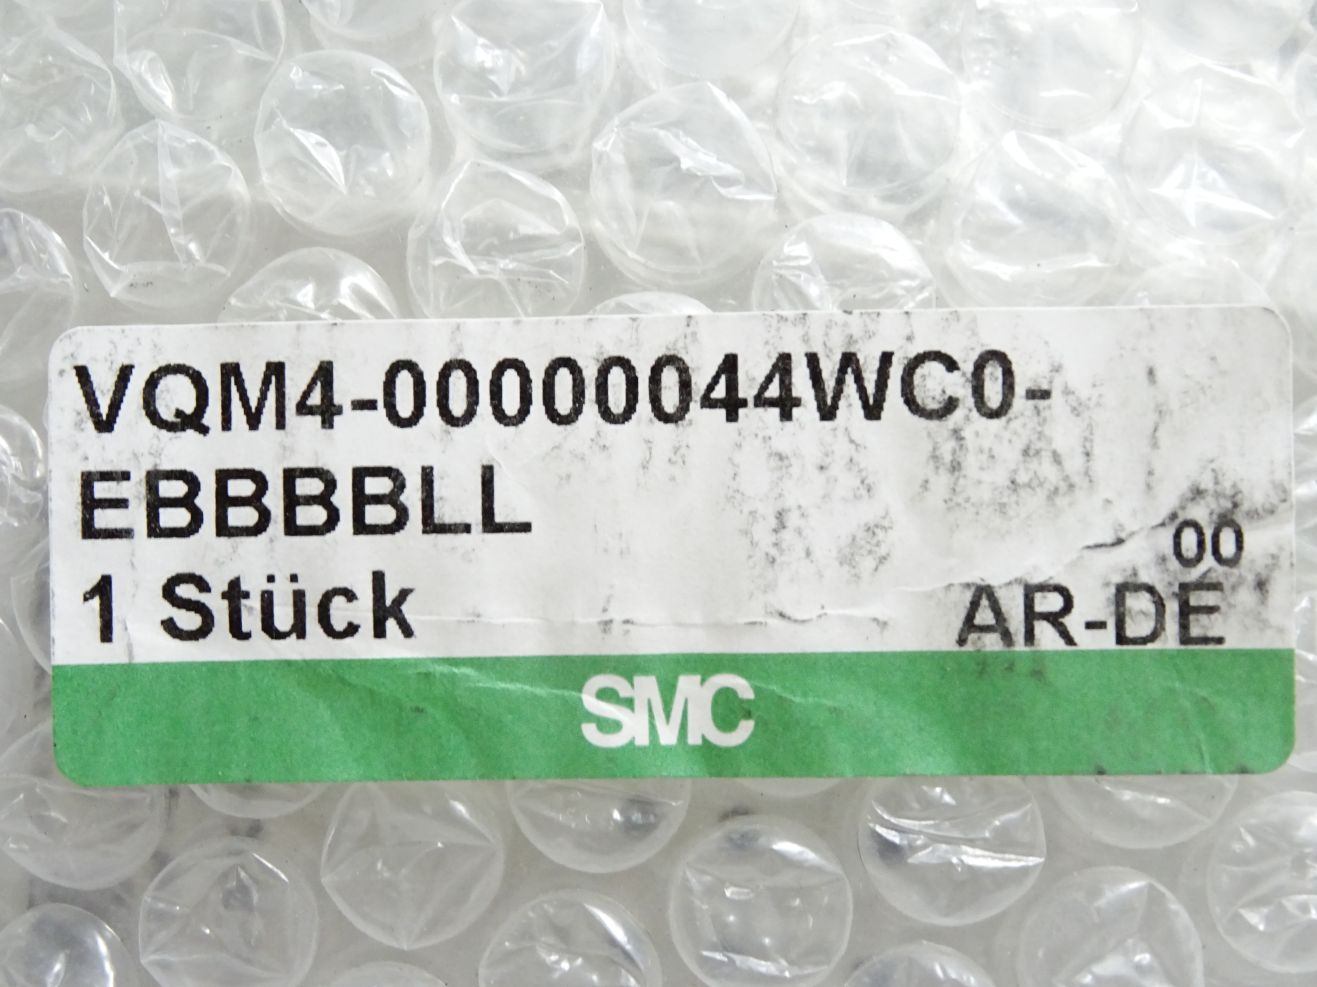 VQM4-00000044WC0-
EBBBBLL
1 Stück
00
AR-DE
SMC